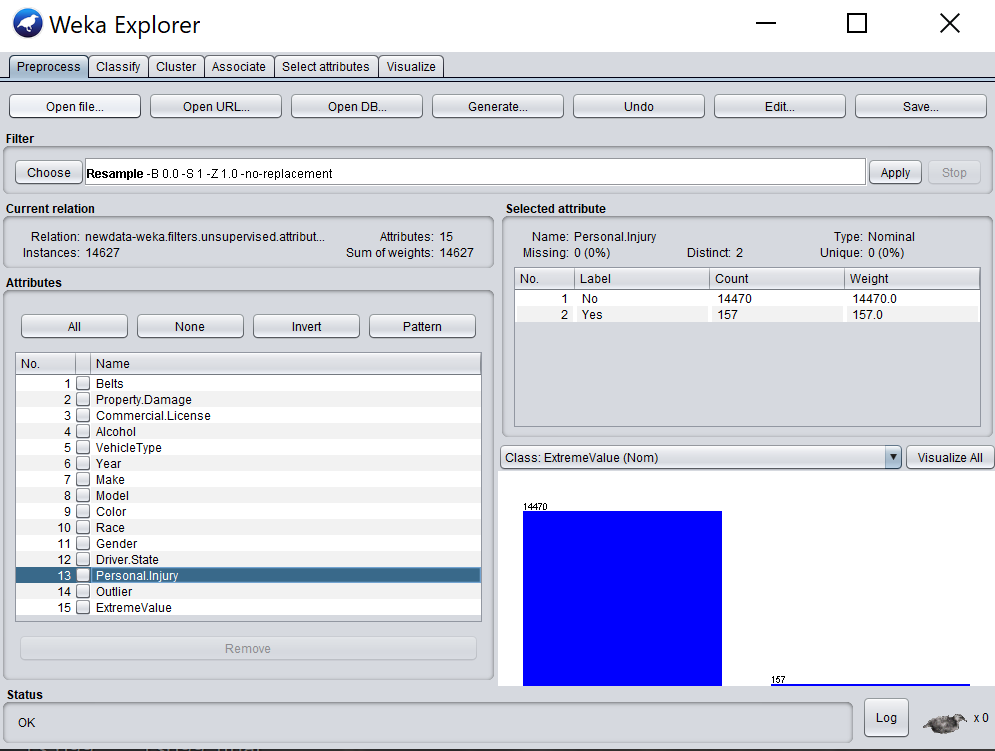 Weka Explorer
Preprocess Classify Cluster Associate Select attributes Visualize
Open file... Open URL... Open DB... Generate... Undo Edit... Save...
Filter
Choose Resample -B 0.0 -S 1 -Z 1.0 -no-replacement Apply Stop
Current relation
Relation: newdata-weka.filters.unsupervised.attribut... Attributes: 15
Instances: 14627 Sum of weights: 14627
Attributes
All None Invert Pattern
No. Name
1 Belts
2 Property.Damage
3 Commercial.License
4 Alcohol
5 VehicleType
6 Year
7 Make
8 Model
9 Color
10 Race
11 Gender
12 Driver.State
13 Personal.Injury
14 Outlier
15 ExtremeValue
Remove
Selected attribute
Name: Personal.Injury Type: Nominal
Missing: 0 (0%) Distinct: 2 Unique: 0 (0%)
No. Label Count Weight
1 No 14470 14470.0
2 Yes 157 157.0
Class: ExtremeValue (Nom) Visualize All
14470
157
Status
OK
Log x 0